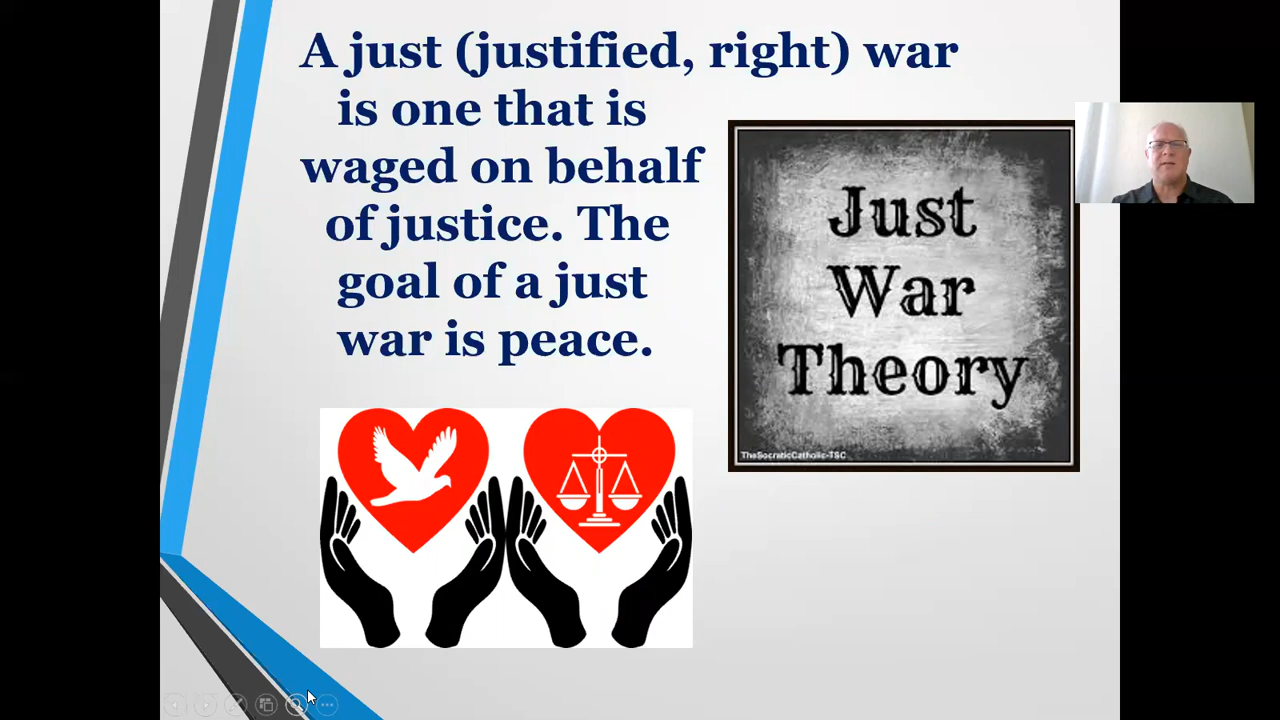 A just (justified, right) war
is one that is
waged on behalf
of justice. The
goal of a just
war is peace.
Just
War
Theory
TheSocraticCatholic-TSC